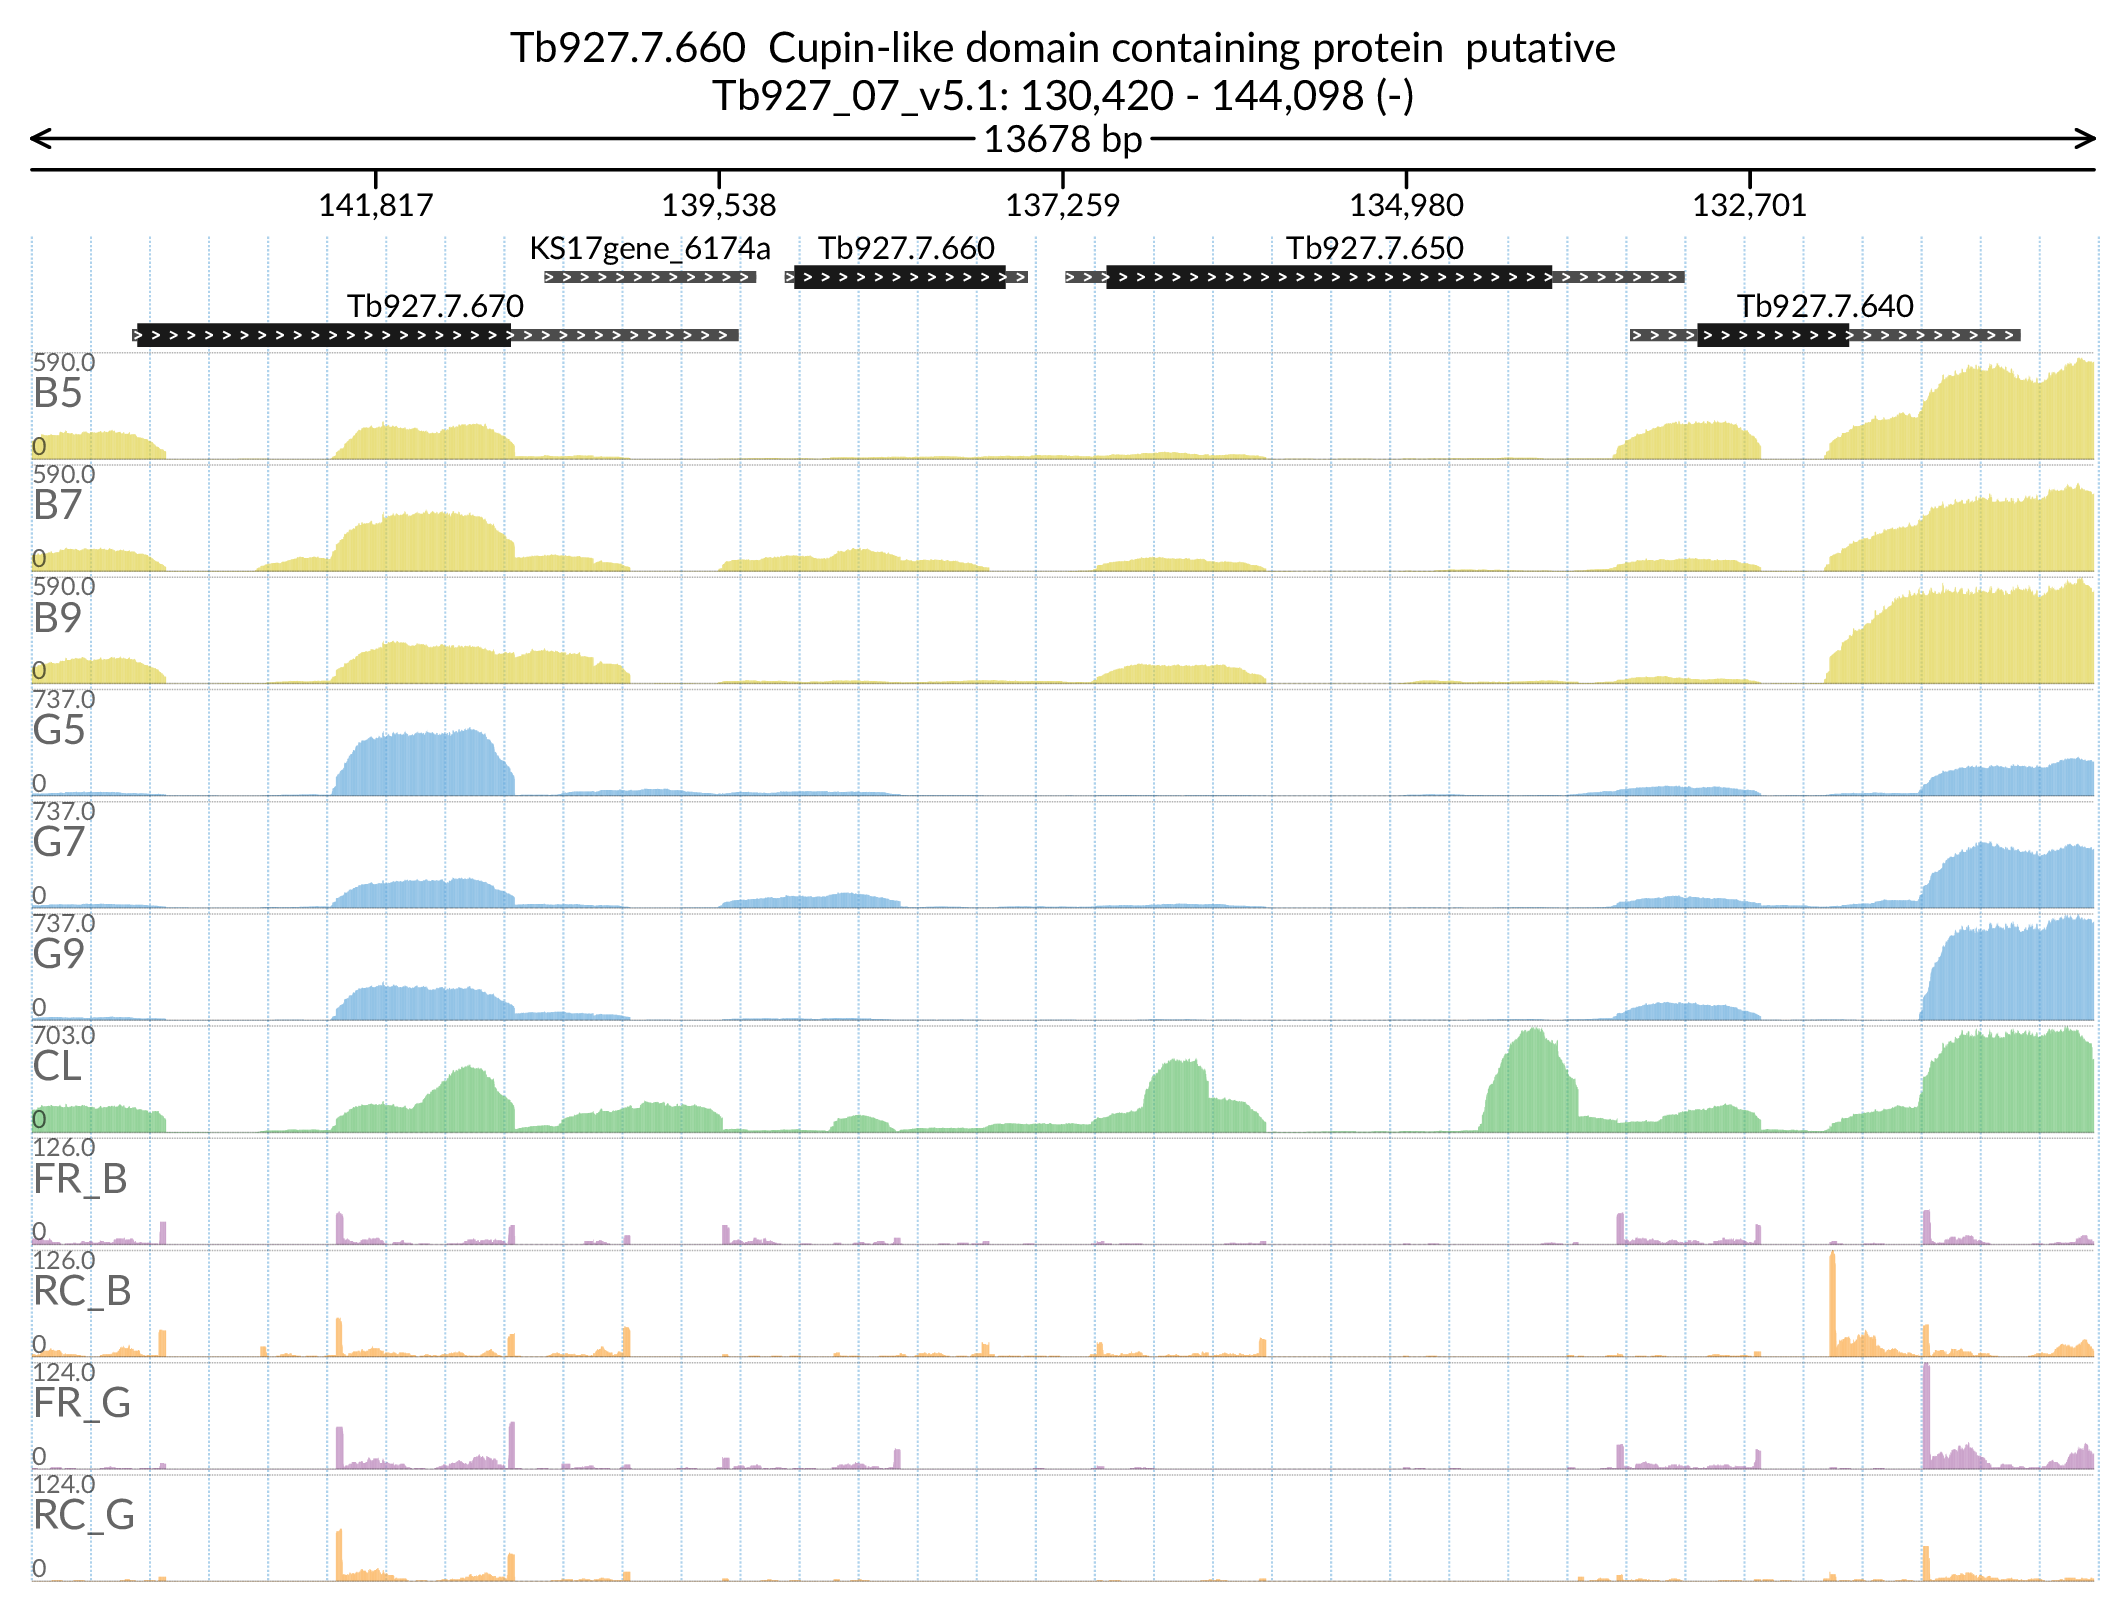 Tb927.7.660  Cupin-like domain containing protein  putative
Tb927_07_v5.1: 130,420 - 144,098 (-)
13678 bp
141,817 139,538 137,259 134,980 132,701
KS17gene_6174a Tb927.7.660 Tb927.7.650
Tb927.7.670 Tb927.7.640
590.0
B5
0
590.0
B7
0
590.0
B9
0
737.0
G5
0
737.0
G7
0
737.0
G9
0
703.0
CL
0
126.0
FR_B
0
126.0
RC_B
0
124.0
FR_G
0
124.0
RC_G
0